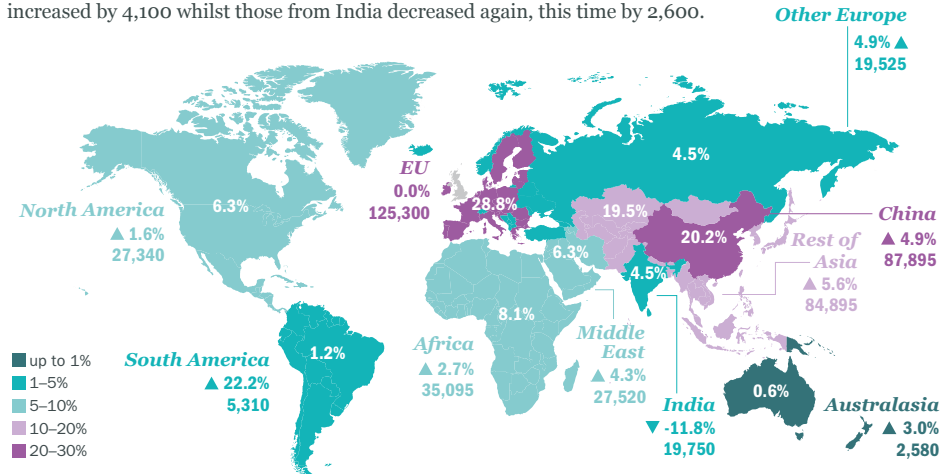 increased by 4,100 whilst those from India decreased again, this time by 2,600.
Other Europe
4.9% ▲
19,525
4.5%
EU
0.0%
125,300
28.8%
North America
▲ 1.6%
27,340
6.3%
19.5%
China
▲ 4.9%
87,895
20.2%
Rest of
Asia
▲ 5.6%
84,895
6.3%
4.5%
8.1%
Middle
East
▲ 4.3%
27,520
Africa
▲ 2.7%
35,095
South America
▲ 22.2%
5,310
1.2%
India
▼ -11.8%
19,750
0.6%
Australasia
▲ 3.0%
2,580
up to 1%
1–5%
5–10%
10–20%
20–30%